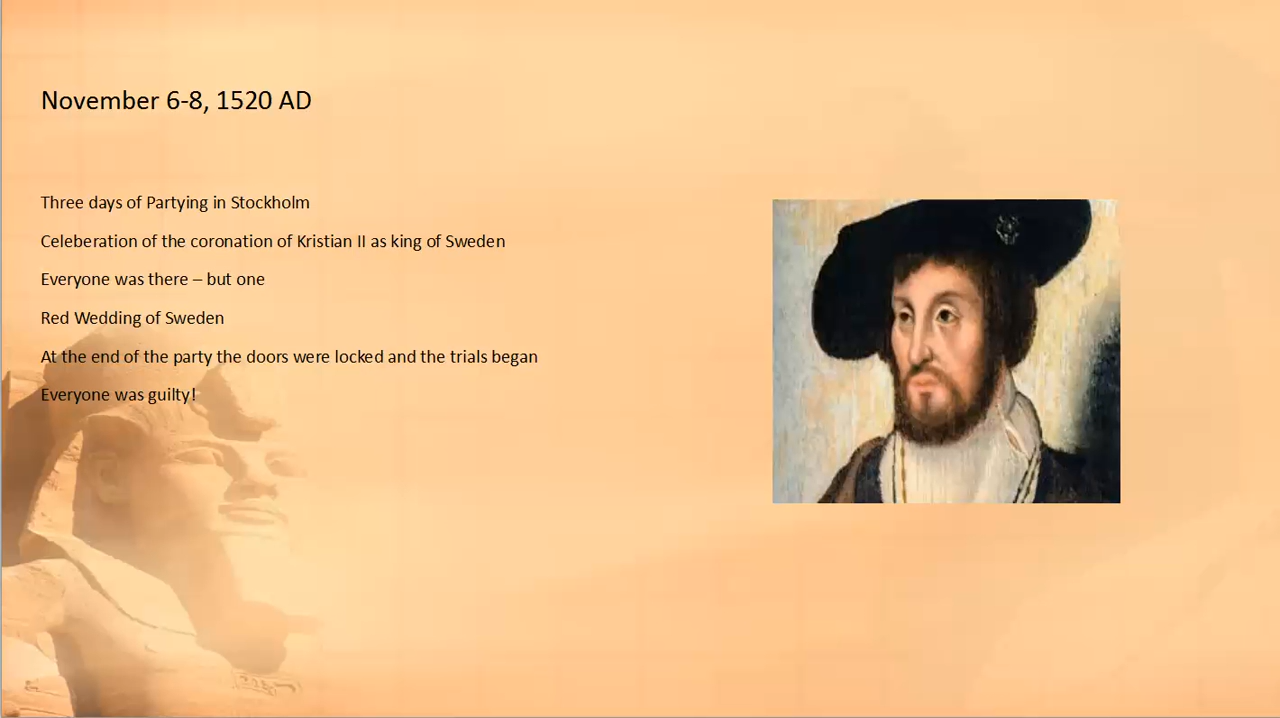 November 6-8, 1520 AD
Three days of Partying in Stockholm
Celeberation of the coronation of Kristian II as king of Sweden
Everyone was there – but one
Red Wedding of Sweden
At the end of the party the doors were locked and the trials began
Everyone was guilty!